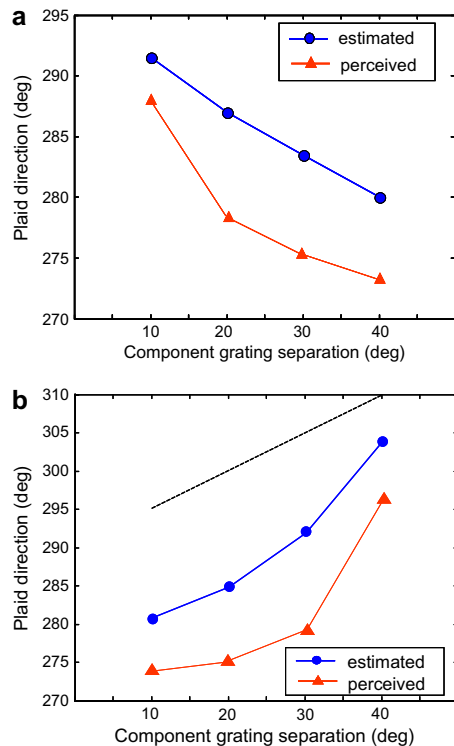 a
295
290
285
280
275
270
Plaid direction (deg)
estimated
perceived
10 20 30 40
Component grating separation (deg)
b
310
305
300
295
290
285
280
275
270
Plaid direction (deg)
estimated
perceived
10 20 30 40
Component grating separation (deg)